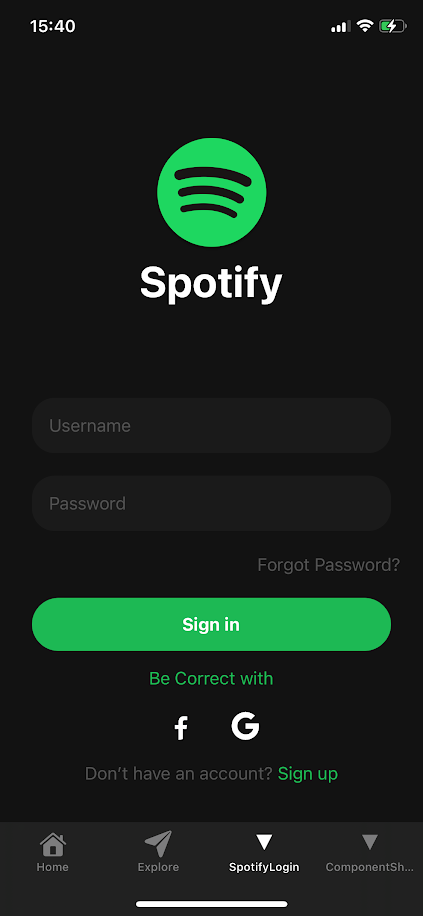 15:40
Spotify
Username
Password
Forgot Password?
Sign in
Be Correct with
f G
Don’t have an account? Sign up
Home Explore SpotifyLogin ComponentSh...